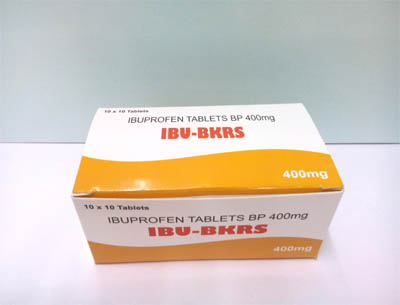 10 x 10 Tablets
IBUPROFEN TABLETS BP 400mg
IBU-BKRS
400mg
10 x 10 Tablets
IBUPROFEN TABLETS BP 400mg
IBU-BKRS
400mg